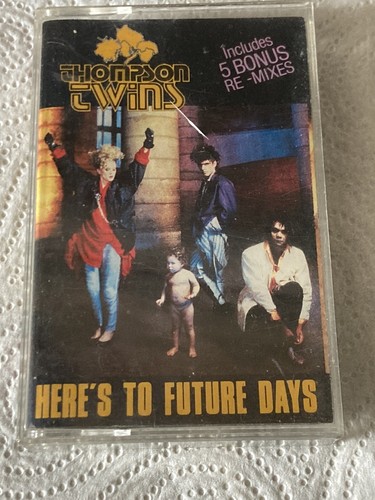 THOMPSON
TWINS
Includes
5 BONUS
RE-MIXES
HERE'S TO FUTURE DAYS